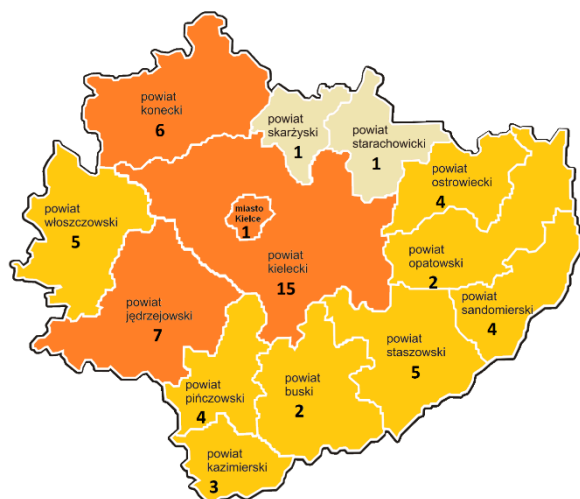 powiat
konecki
6
powiat
skarżyski
1
powiat
starachowicki
1
powiat
ostrowiecki
4
powiat
włoszczowski
5
miasto
Kielce
1
powiat
kielecki
15
powiat
opatowski
2
powiat
sandomierski
4
powiat
jędrzejowski
7
powiat
staszowski
5
powiat
pińczowski
4
powiat
buski
2
powiat
kazimierski
3